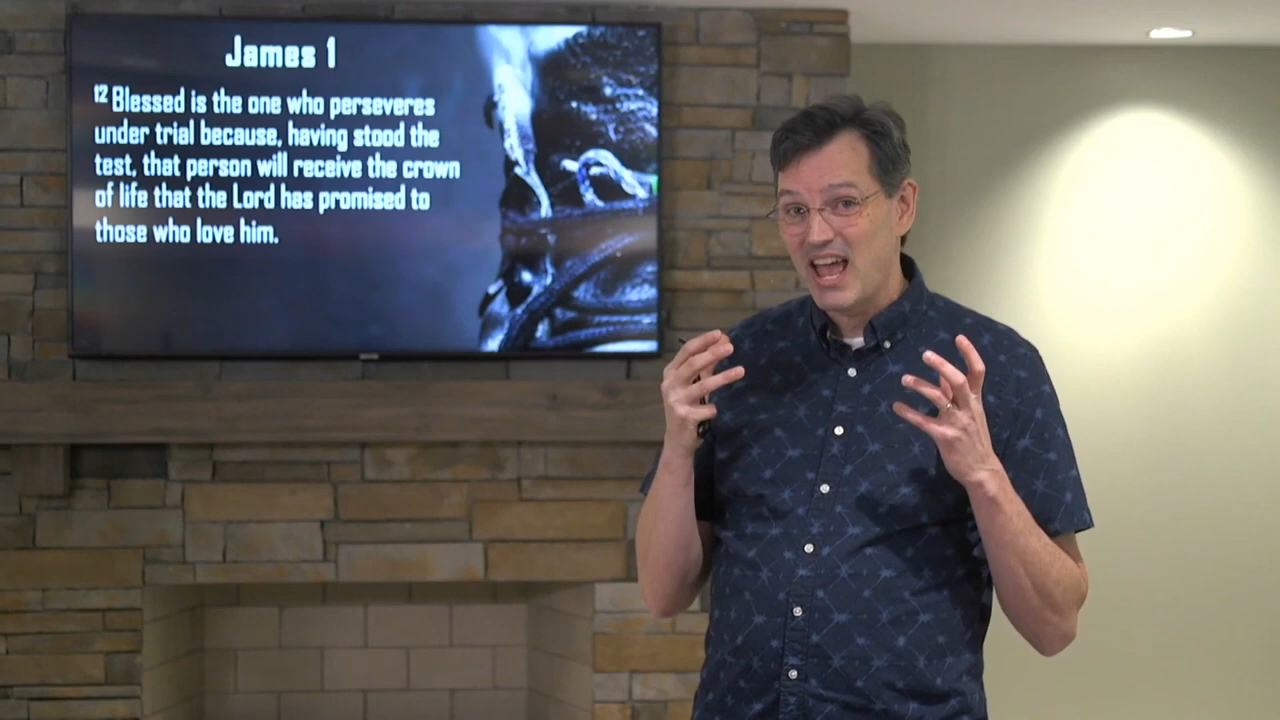 James 1
12 Blessed is the one who perseveres
under trial because, having stood the
test, that person will receive the crown
of life that the Lord has promised to
those who love him.